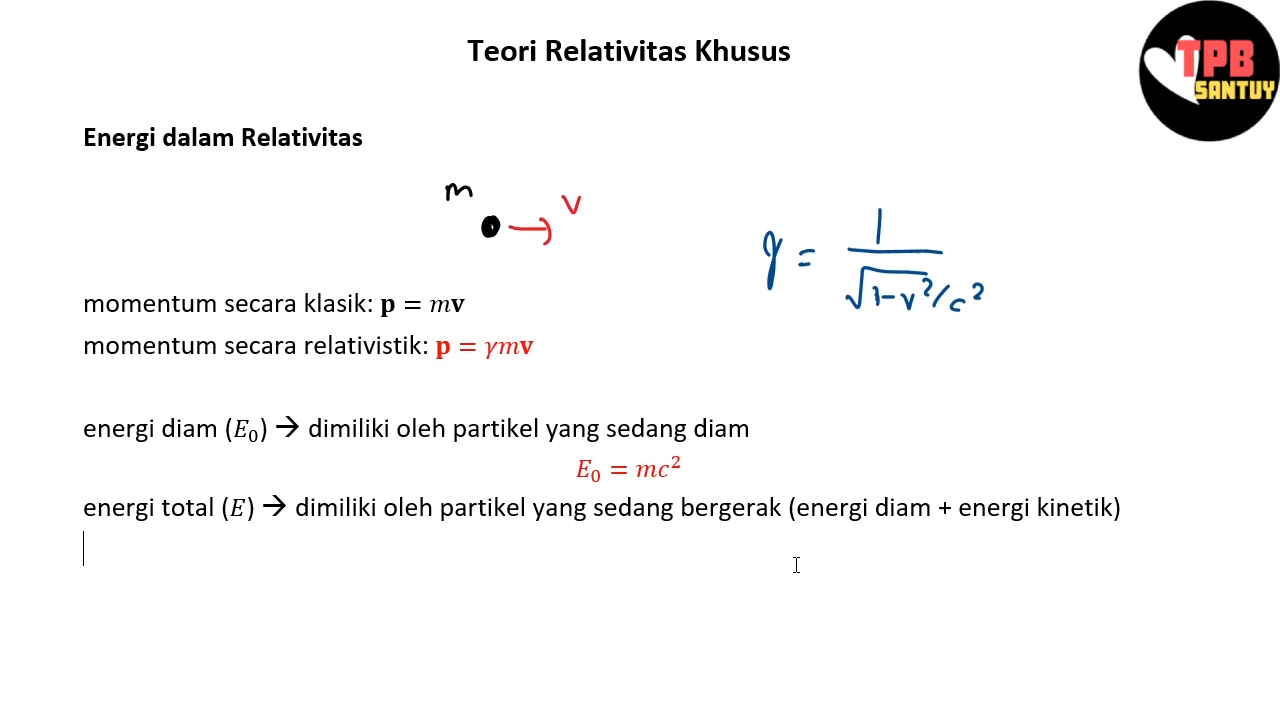 Teori Relativitas Khusus
TPB
SANTUY
Energi dalam Relativitas
m
v
γ = 1/√1-v²/c²
momentum secara klasik: p = mv
momentum secara relativistik: p = γmv
energi diam (E₀) → dimiliki oleh partikel yang sedang diam
E₀ = mc²
energi total (E) → dimiliki oleh partikel yang sedang bergerak (energi diam + energi kinetik)